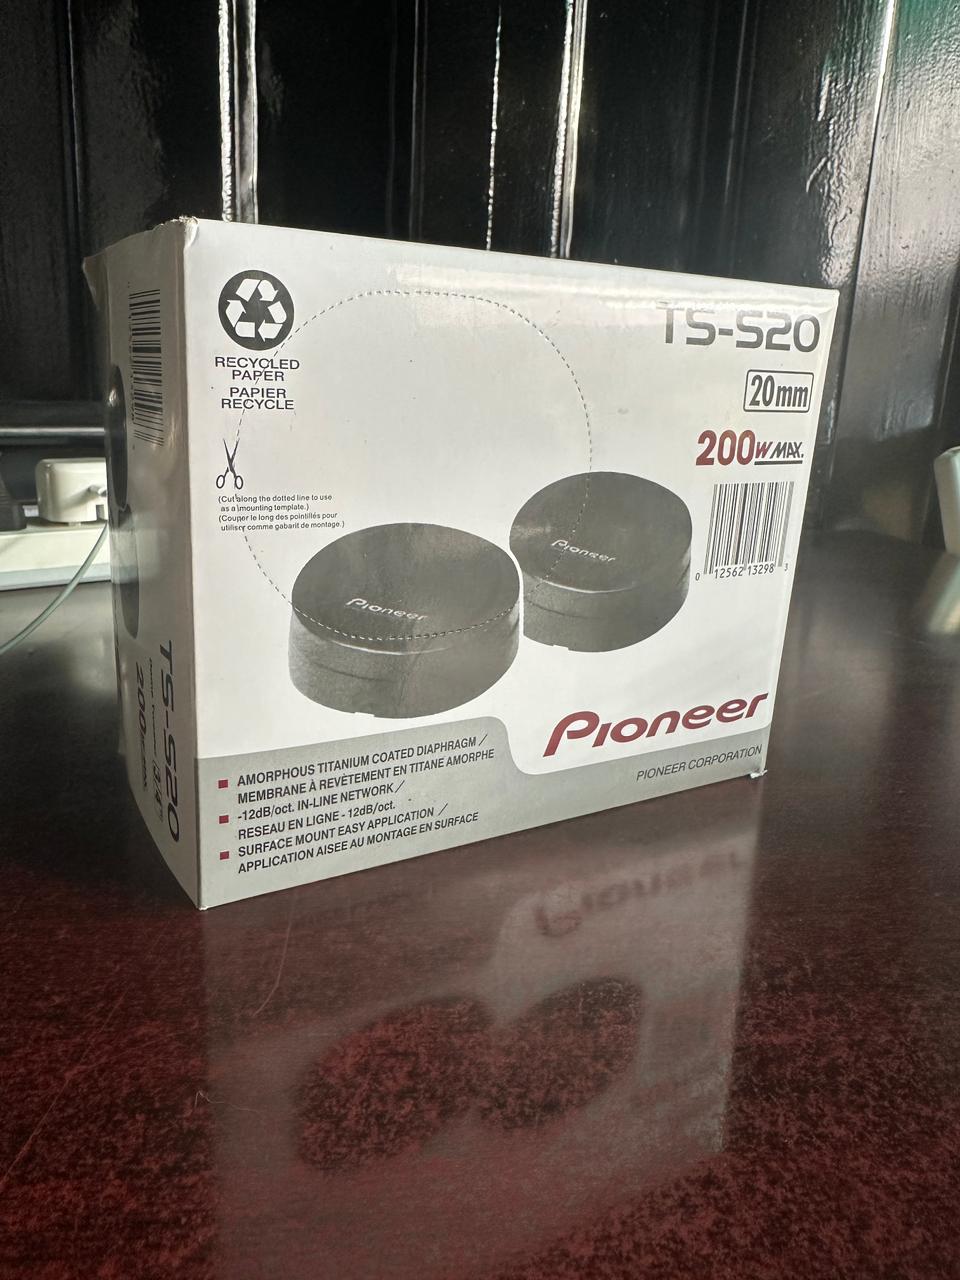 RECYCLED
PAPER
PAPIER
RECYCLE
(Cut along the dotted line to use
as a mounting template.)
(Couper le long des pointillés pour
utiliser comme gabarit de montage.)
TS-S20
20mm
200W MAX.
0 12562 13298 3
Pioneer
Pioneer
Pioneer
PIONEER CORPORATION
AMORPHOUS TITANIUM COATED DIAPHRAGM /
MEMBRANE À REVÈTEMENT EN TITANE AMORPHE
-12dB/oct. IN-LINE NETWORK /
RESEAU EN LIGNE - 12dB/oct.
SURFACE MOUNT EASY APPLICATION /
APPLICATION AISEE AU MONTAGE EN SURFACE
TS-S20
200W MAX.